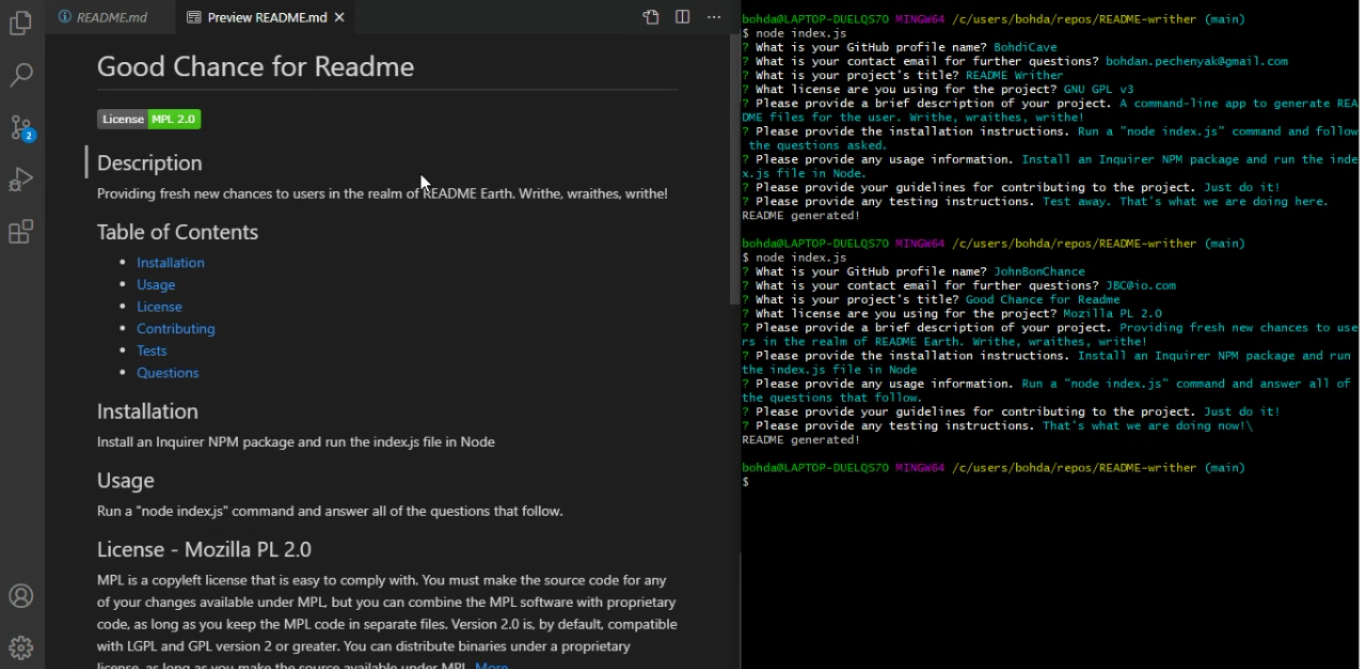 README.md
Preview README.md
Good Chance for Readme
License MPL 2.0
Description
Providing fresh new chances to users in the realm of README Earth. Writhe, wraithes, writhe!
Table of Contents
Installation
Usage
License
Contributing
Tests
Questions
Installation
Install an Inquirer NPM package and run the index.js file in Node
Usage
Run a "node index.js" command and answer all of the questions that follow.
License - Mozilla PL 2.0
MPL is a copyleft license that is easy to comply with. You must make the source code for any
of your changes available under MPL, but you can combine the MPL software with proprietary
code, as long as you keep the MPL code in separate files. Version 2.0 is, by default, compatible
with LGPL and GPL version 2 or greater. You can distribute binaries under a proprietary
license, as long as you make the source available under MPL. More
2
bohda@LAPTOP-DUELQS70 MINGW64 /c/users/bohda/repos/README-writher (main)
$ node index.js
? What is your GitHub profile name? BohdiCave
? What is your contact email for further questions? bohdan.pechenyak@gmail.com
? What is your project's title? README Writher
? What license are you using for the project? GNU GPL v3
? Please provide a brief description of your project. A command-line app to generate REA
DME files for the user. Writhe, wraithes, writhe!
? Please provide the installation instructions. Run a "node index.js" command and follow
the questions asked.
? Please provide any usage information. Install an Inquirer NPM package and run the inde
x.js file in Node.
? Please provide your guidelines for contributing to the project. Just do it!
? Please provide any testing instructions. Test away. That's what we are doing here.
README generated!
bohda@LAPTOP-DUELQS70 MINGW64 /c/users/bohda/repos/README-writher (main)
$ node index.js
? What is your GitHub profile name? JohnBonChance
? What is your contact email for further questions? JBC@io.com
? What is your project's title? Good Chance for Readme
? What license are you using for the project? Mozilla PL 2.0
? Please provide a brief description of your project. Providing fresh new chances to use
rs in the realm of README Earth. Writhe, wraithes, writhe!
? Please provide the installation instructions. Install an Inquirer NPM package and run
the index.js file in Node
? Please provide any usage information. Run a "node index.js" command and answer all of
the questions that follow.
? Please provide your guidelines for contributing to the project. Just do it!
? Please provide any testing instructions. That's what we are doing now!\
README generated!
bohda@LAPTOP-DUELQS70 MINGW64 /c/users/bohda/repos/README-writher (main)
$